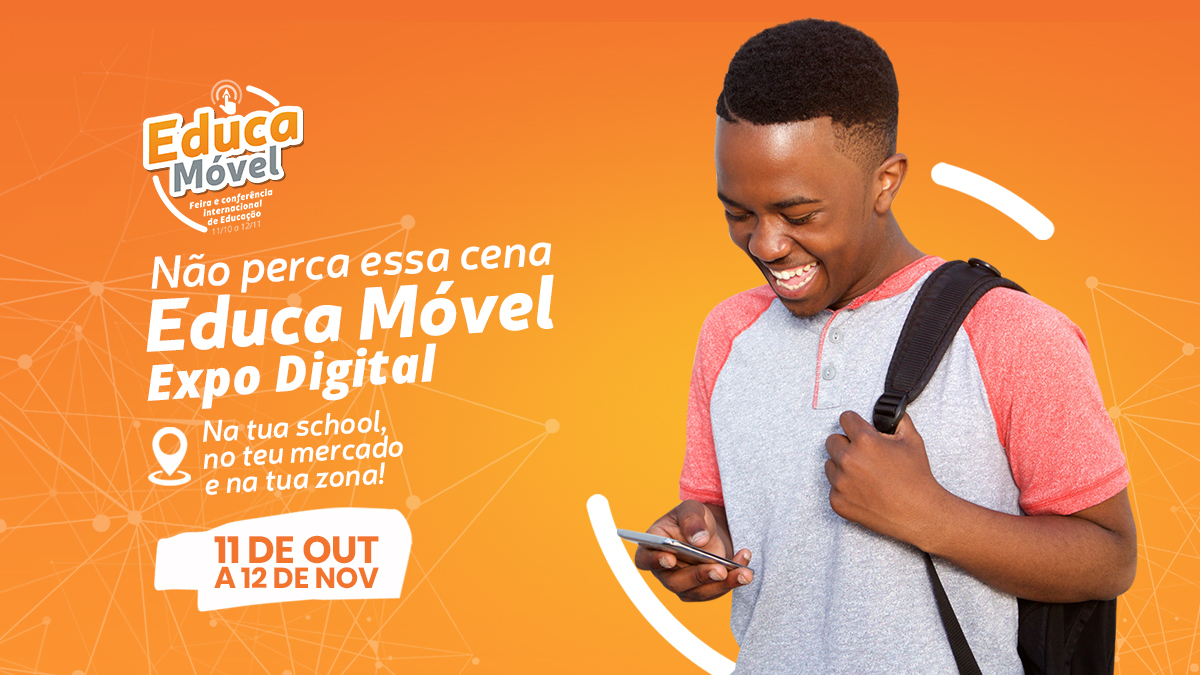 Educa
Móvel
Feira e conferência
internacional
de Educação
11/10 a 12/11
Não perca essa cena
Educa Móvel
Expo Digital
Na tua school,
no teu mercado
e na tua zona!
11 DE OUT
A 12 DE NOV